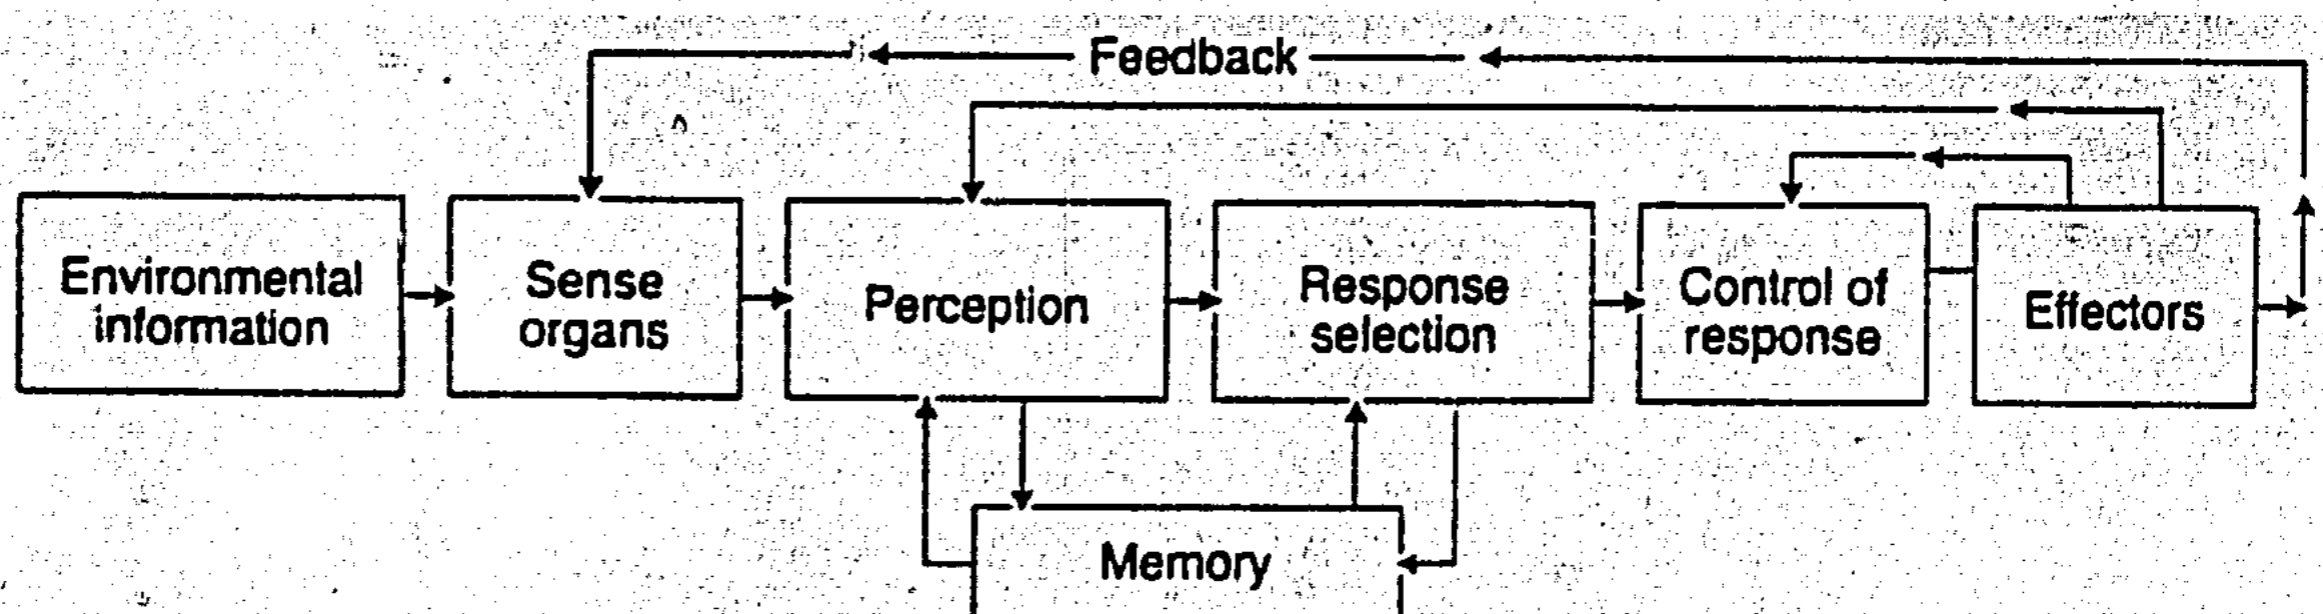 Feedback
Environmental
information
Sense
organs
Perception
Response
selection
Control of
response
Effectors
Memory